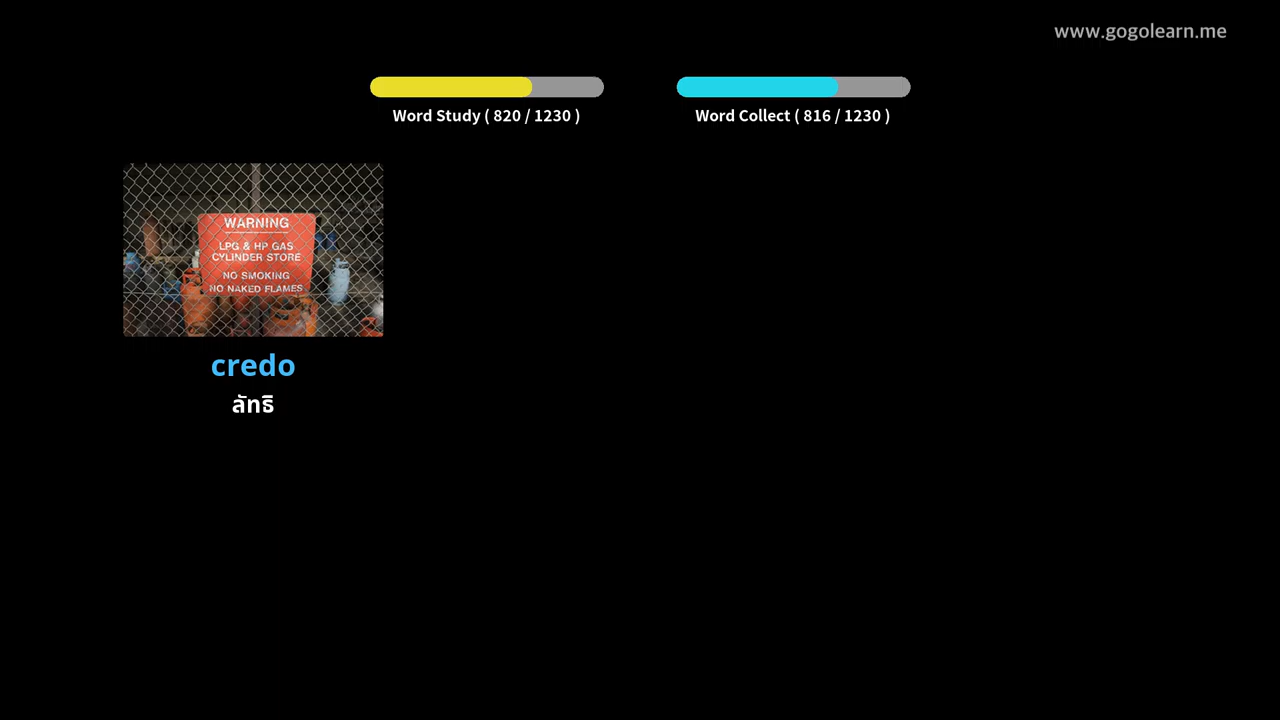 www.gogolearn.me
Word Study ( 820 / 1230 )
Word Collect ( 816 / 1230 )
WARNING
LPG & HP GAS
CYLINDER STORE
NO SMOKING
NO NAKED FLAMES
credo
ลัทธิ